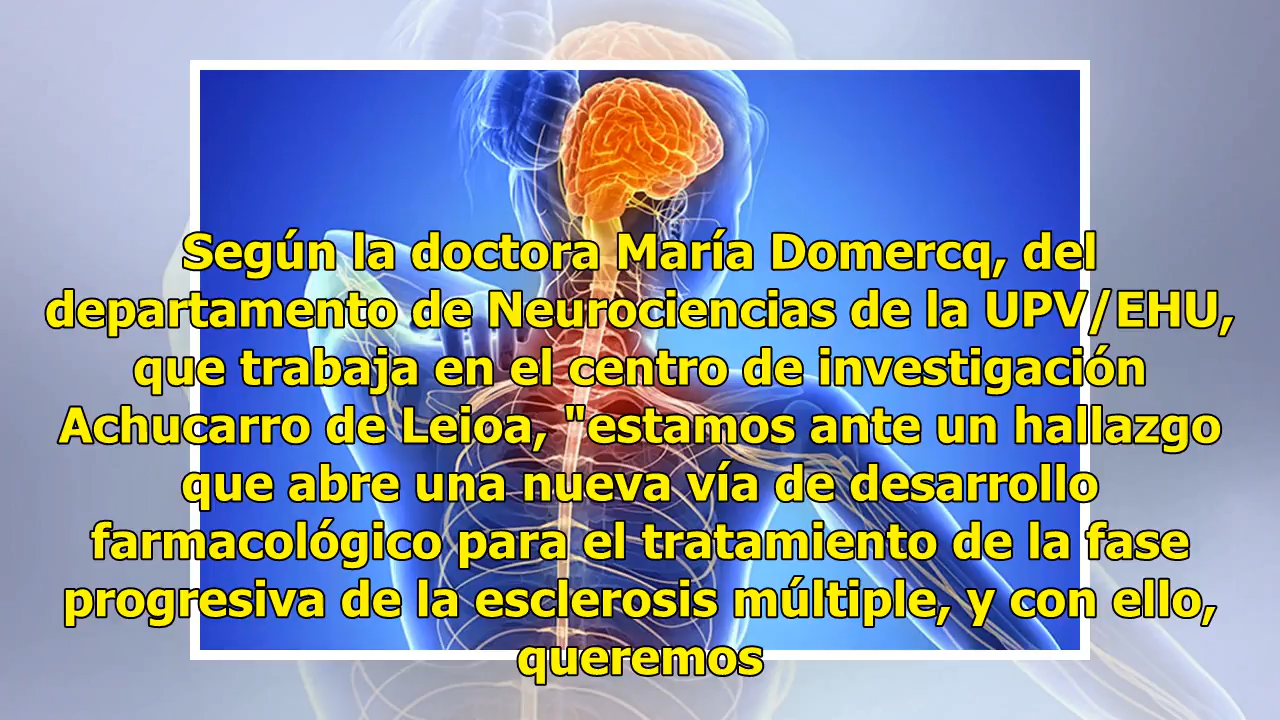 Según la doctora María Domercq, del
departamento de Neurociencias de la UPV/EHU,
que trabaja en el centro de investigación
Achucarro de Leioa, "estamos ante un hallazgo
que abre una nueva vía de desarrollo
farmacológico para el tratamiento de la fase
progresiva de la esclerosis múltiple, y con ello,
queremos